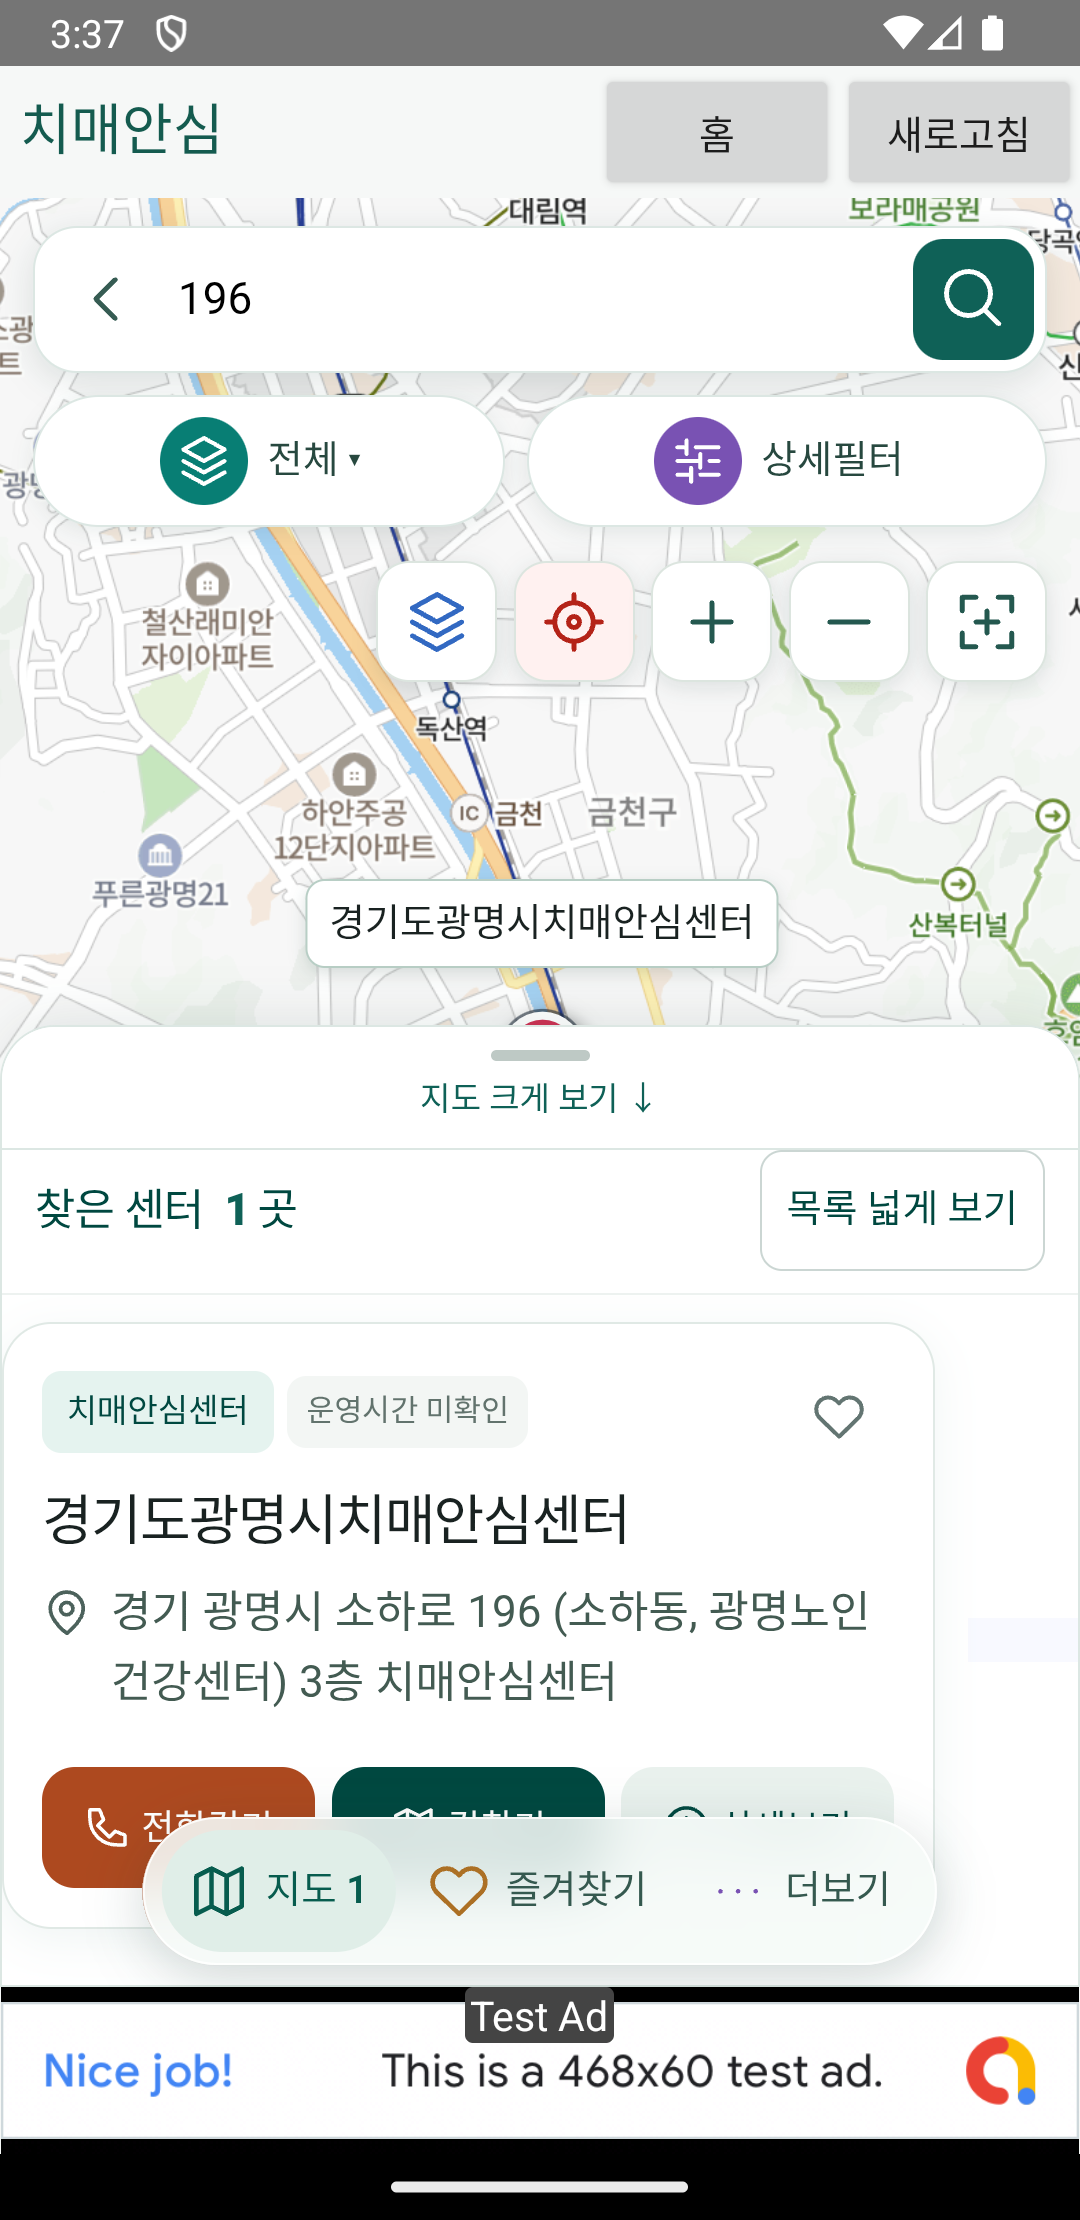 3:37
치매안심
홈
새로고침
대림역
보라매공원
196
전체 ▾
상세필터
철산래미안
자이아파트
독산역
하안주공
12단지아파트
IC 금천
금천구
푸른광명21
산복터널
경기도광명시치매안심센터
지도 크게 보기 ↓
찾은 센터 1 곳
목록 넓게 보기
치매안심센터
운영시간 미확인
경기도광명시치매안심센터
경기 광명시 소하로 196 (소하동, 광명노인
건강센터) 3층 치매안심센터
지도 1
즐겨찾기
··· 더보기
Test Ad
Nice job!
This is a 468x60 test ad.